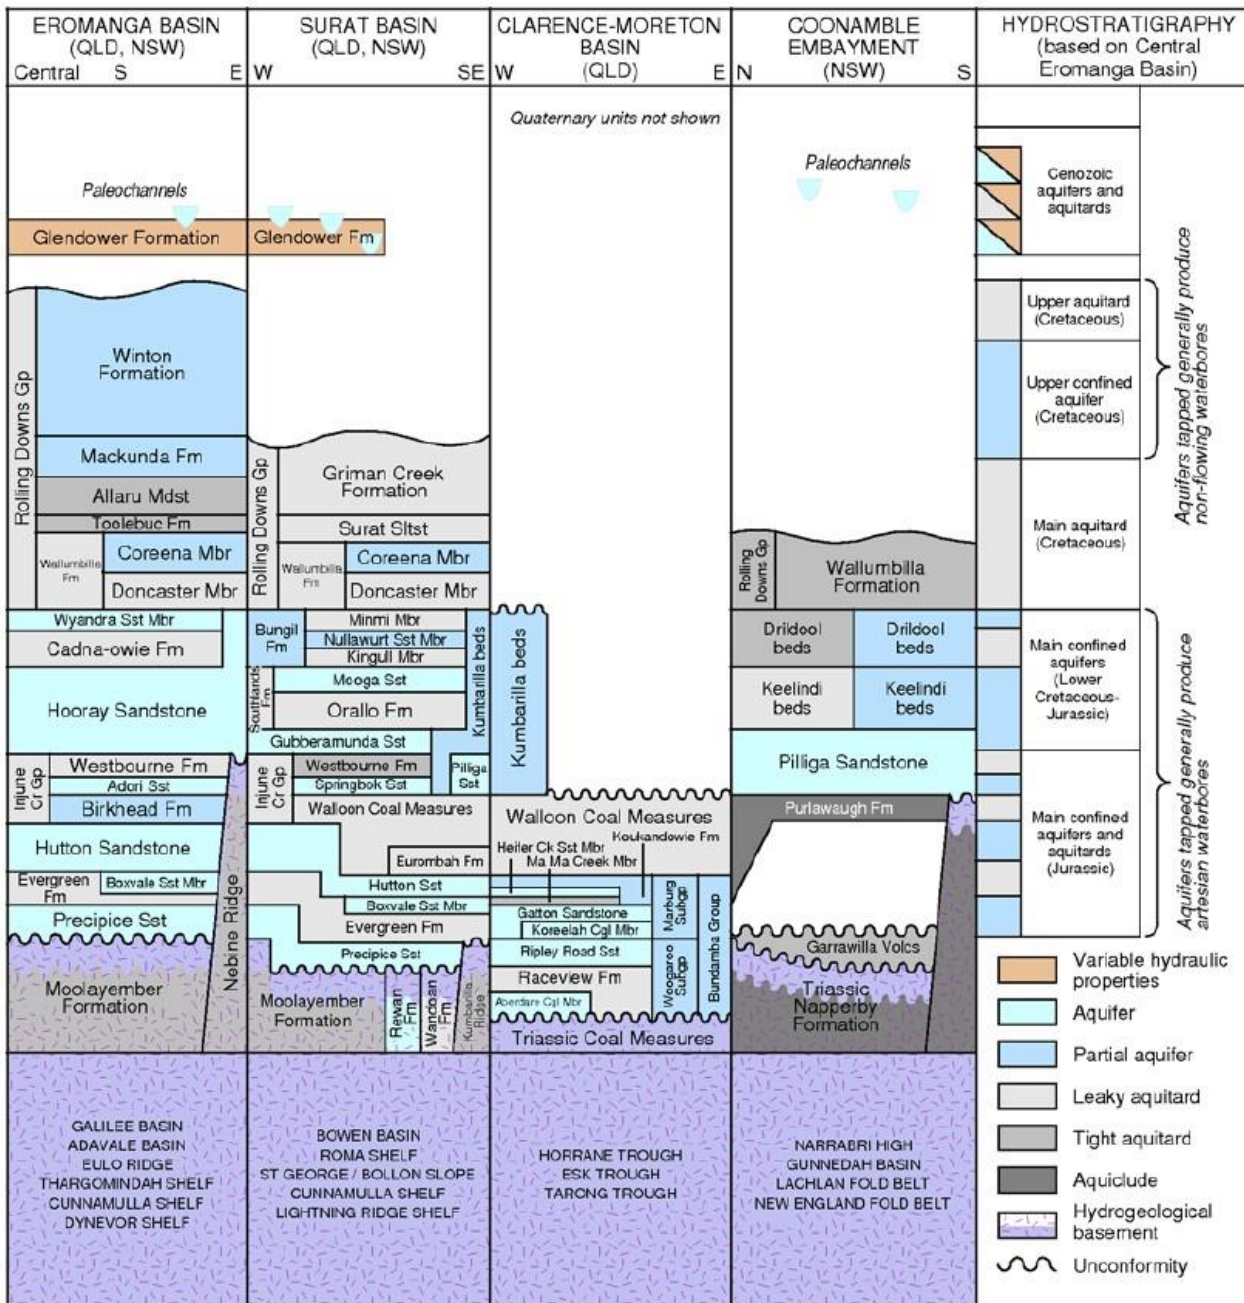 EROMANGA BASIN
(QLD, NSW)
Central S E
SURAT BASIN
(QLD, NSW)
W SE
CLARENCE-MORETON
BASIN
(QLD)
W E
COONAMBLE
EMBAYMENT
(NSW)
N S
HYDROSTRATIGRAPHY
(based on Central
Eromanga Basin)
Paleochannels
Glendower Formation
Rolling Downs Gp
Winton
Formation
Mackunda Fm
Allaru Mdst
Toolebuc Fm
Wallumbilla
Fm
Coreena Mbr
Doncaster Mbr
Wyandra Sst Mbr
Cadna-owie Fm
Hooray Sandstone
Injune
Cr Gp
Westbourne Fm
Adori Sst
Birkhead Fm
Hutton Sandstone
Evergreen
Fm
Boxvale Sst Mbr
Precipice Sst
Nebine Ridge
Moolayember
Formation
GALILEE BASIN
ADAVALE BASIN
EULO RIDGE
THARGOMINDAH SHELF
CUNNAMULLA SHELF
DYNEVOR SHELF
Glendower Fm
Rolling Downs Gp
Griman Creek
Formation
Surat Sltst
Wallumbilla
Fm
Coreena Mbr
Doncaster Mbr
Bungil
Fm
Minmi Mbr
Nullawurt Sst Mbr
Kingull Mbr
Kumbarilla beds
Southlands
Fm
Mooga Sst
Orallo Fm
Gubberamunda Sst
Injune
Cr Gp
Westbourne Fm
Springbok Sst
Pilliga
Sst
Walloon Coal Measures
Eurombah Fm
Hutton Sst
Boxvale Sst Mbr
Evergreen Fm
Precipice Sst
Moolayember
Formation
Rewan
Fm
Wandoan
Fm
Kumbarilla
Ridge
BOWEN BASIN
ROMA SHELF
ST GEORGE / BOLLON SLOPE
CUNNAMULLA SHELF
LIGHTNING RIDGE SHELF
Quaternary units not shown
Kumbarilla beds
Walloon Coal Measures
Koukandowie Fm
Heifer Ck Sst Mbr
Ma Ma Creek Mbr
Gatton Sandstone
Koreelah Cgl Mbr
Ripley Road Sst
Raceview Fm
Aberdare Cgl Mbr
Marburg
Subgp
Woogaroo
Subgp
Bundamba Group
Triassic Coal Measures
HORRANE TROUGH
ESK TROUGH
TARONG TROUGH
Paleochannels
Rolling
Downs Gp
Wallumbilla
Formation
Drildool
beds
Drildool
beds
Keelindi
beds
Keelindi
beds
Pilliga Sandstone
Purlawaugh Fm
Garrawilla Volcs
Triassic
Napperby
Formation
NARRABRI HIGH
GUNNEDAH BASIN
LACHLAN FOLD BELT
NEW ENGLAND FOLD BELT
Cenozoic
aquifers and
aquitards
Upper aquitard
(Cretaceous)
Upper confined
aquifer
(Cretaceous)
Main aquitard
(Cretaceous)
Main confined
aquifers
(Lower
Cretaceous-
Jurassic)
Main confined
aquifers and
aquitards
(Jurassic)
Aquifers tapped generally produce
non-flowing waterbores
Aquifers tapped generally produce
artesian waterbores
Variable hydraulic
properties
Aquifer
Partial aquifer
Leaky aquitard
Tight aquitard
Aquiclude
Hydrogeological
basement
Unconformity